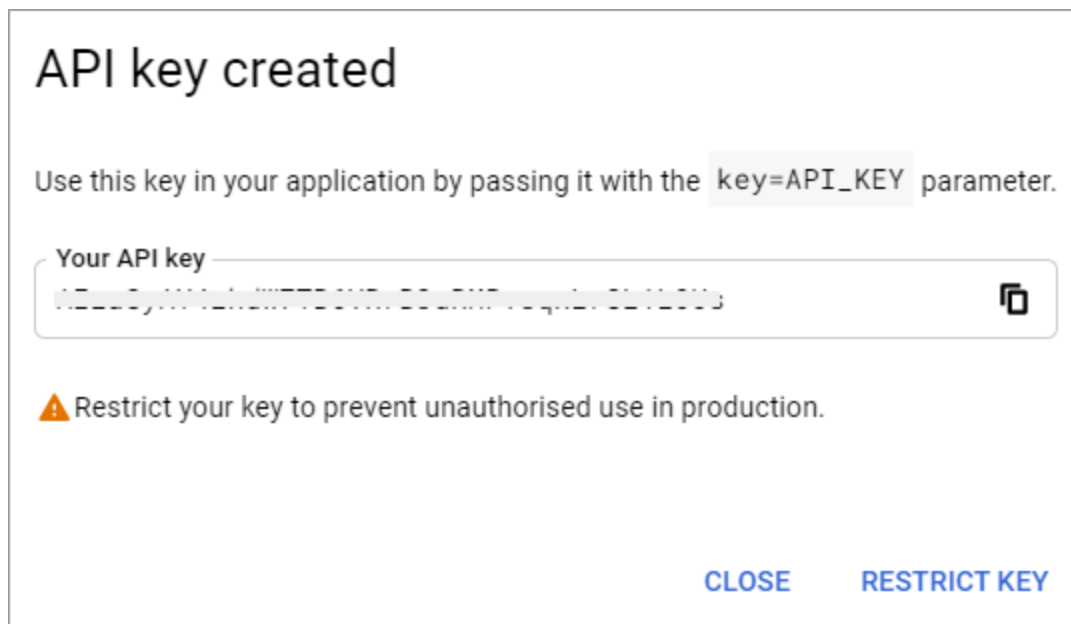 API key created
Use this key in your application by passing it with the key=API_KEY parameter.
Your API key
Restrict your key to prevent unauthorised use in production.
CLOSE RESTRICT KEY